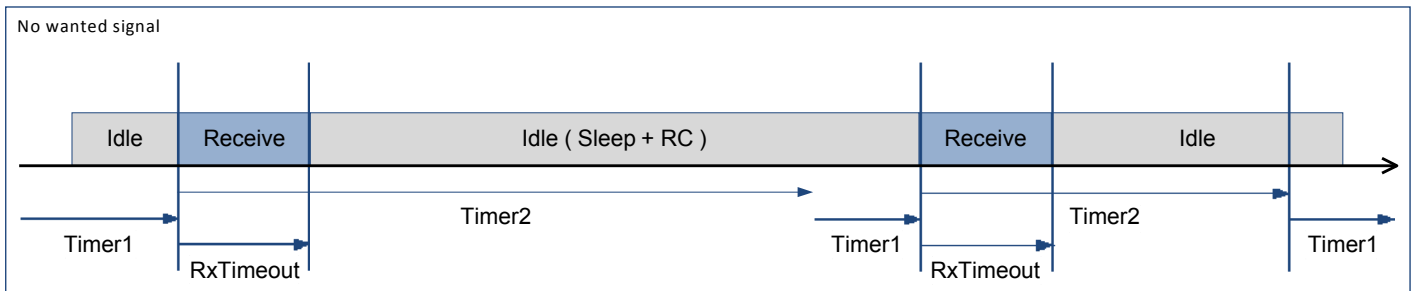 No wanted signal
Idle
Receive
Idle ( Sleep + RC )
Receive
Idle
Timer2
Timer2
Timer1
Timer1
Timer1
RxTimeout
RxTimeout